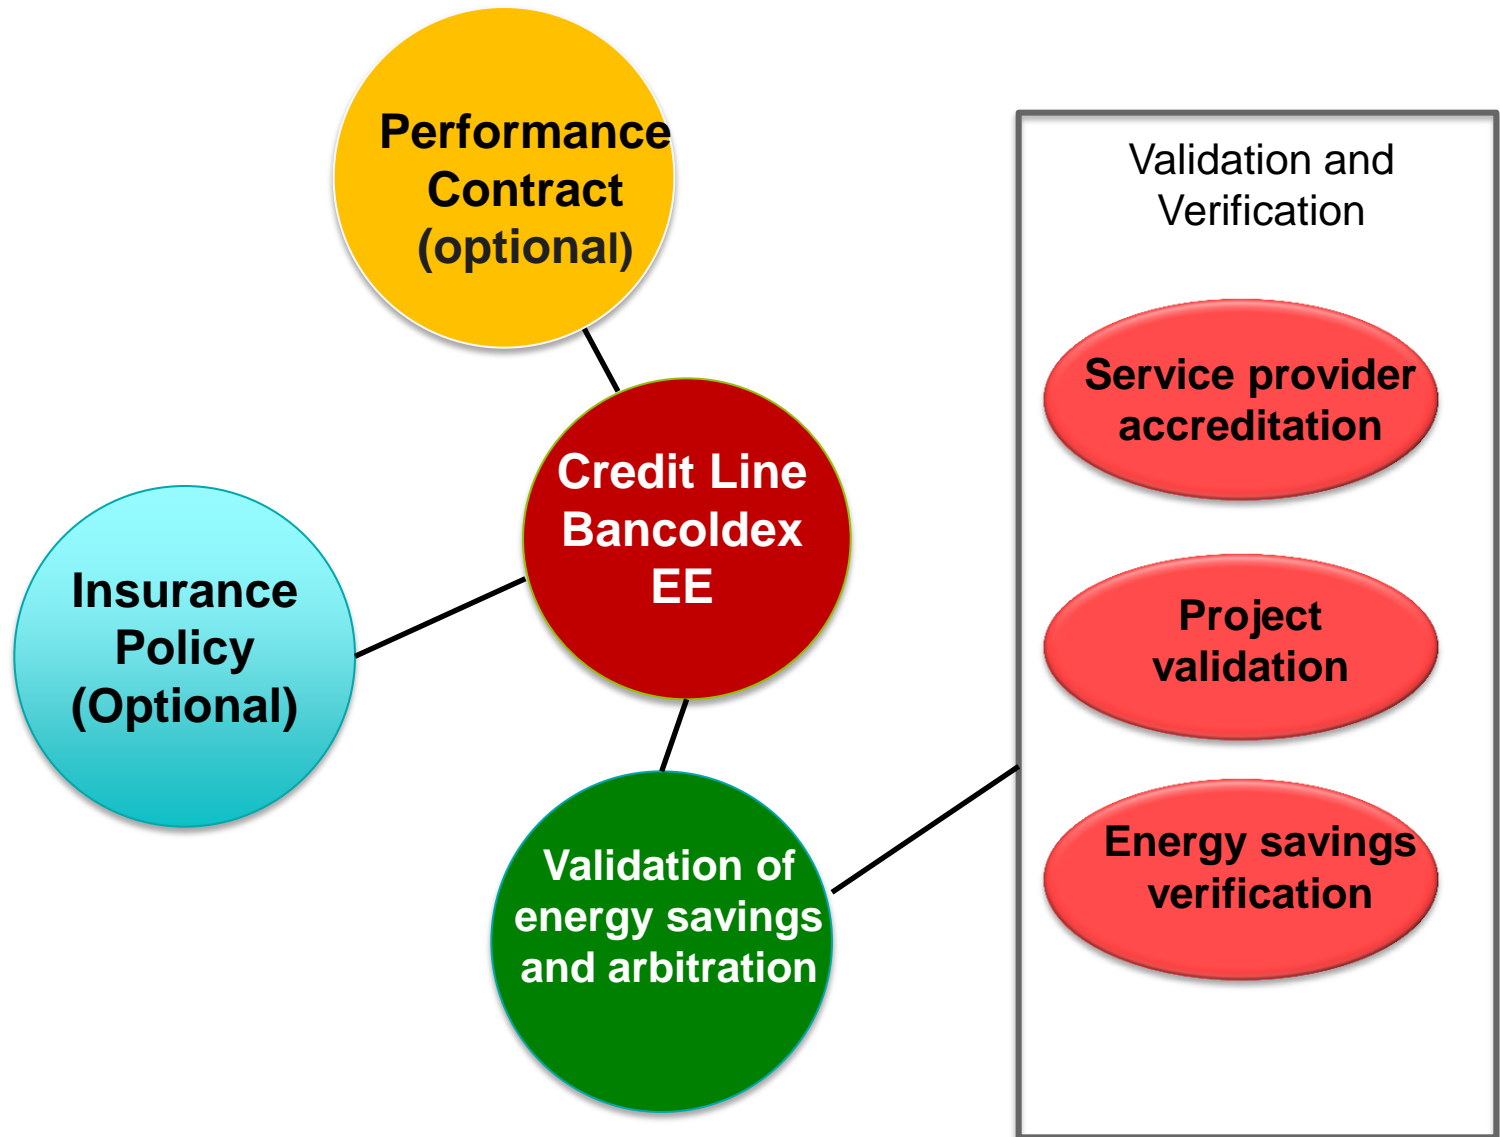 Performance
Contract
(optional)
Credit Line
Bancoldex
EE
Insurance
Policy
(Optional)
Validation of
energy savings
and arbitration
Validation and
Verification
Service provider
accreditation
Project
validation
Energy savings
verification